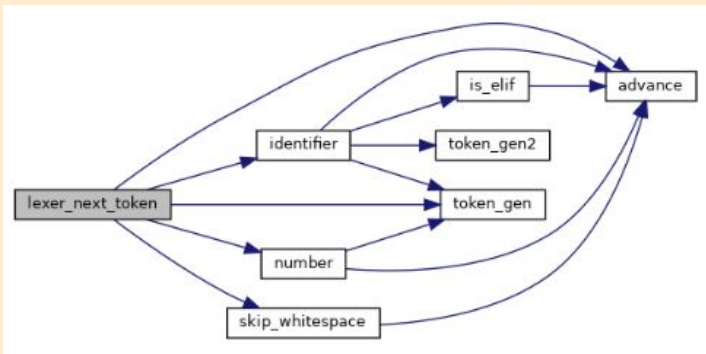 is_elif
advance
identifier
token_gen2
lexer_next_token
token_gen
number
skip_whitespace